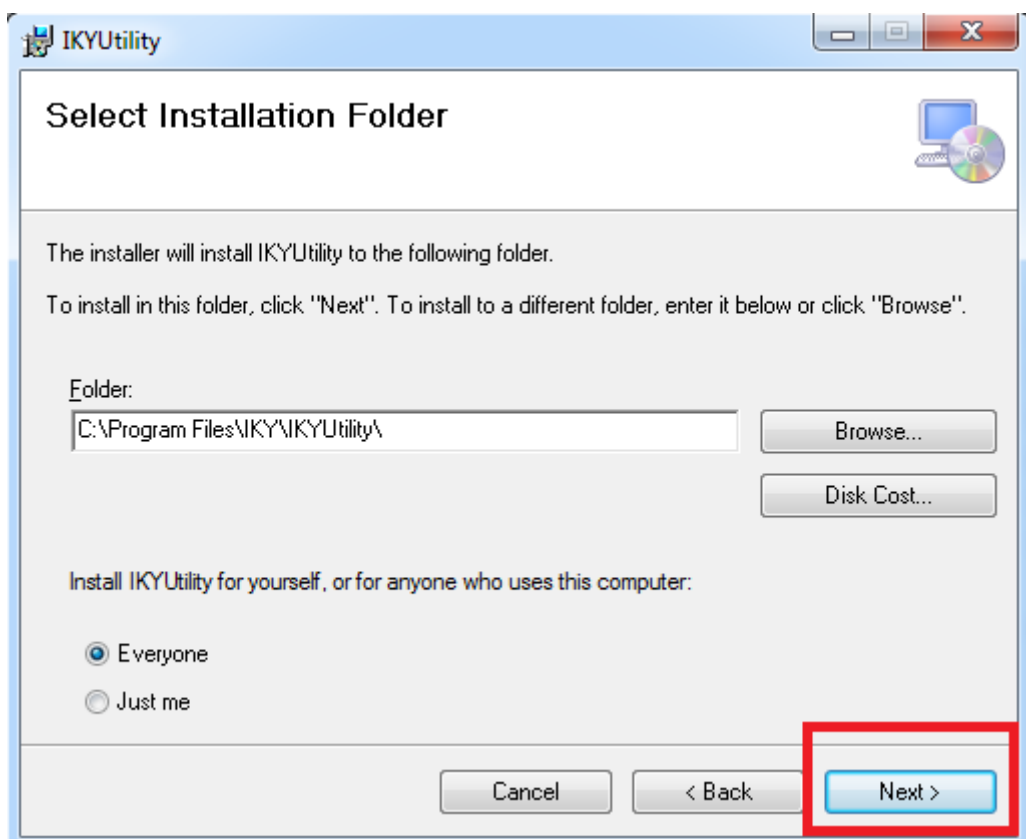 IKYUtility
Select Installation Folder
The installer will install IKYUtility to the following folder.
To install in this folder, click "Next". To install to a different folder, enter it below or click "Browse".
Folder:
C:\Program Files\IKY\IKYUtility\
Browse...
Disk Cost...
Install IKYUtility for yourself, or for anyone who uses this computer:
Everyone
Just me
Cancel
< Back
Next >